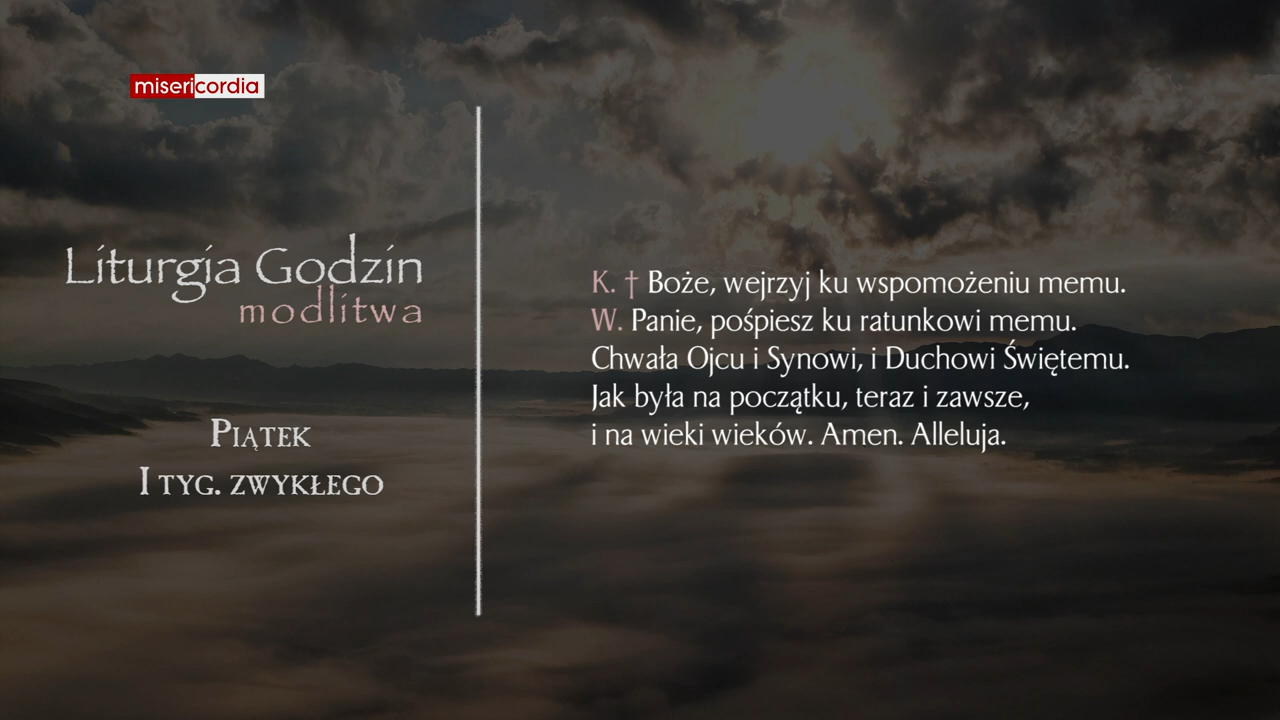 misericordia
Liturgia Godzin
modlitwa
Piątek
I tyg. zwykłego
K. † Boże, wejrzyj ku wspomożeniu memu.
W. Panie, pośpiesz ku ratunkowi memu.
Chwała Ojcu i Synowi, i Duchowi Świętemu.
Jak była na początku, teraz i zawsze,
i na wieki wieków. Amen. Alleluja.